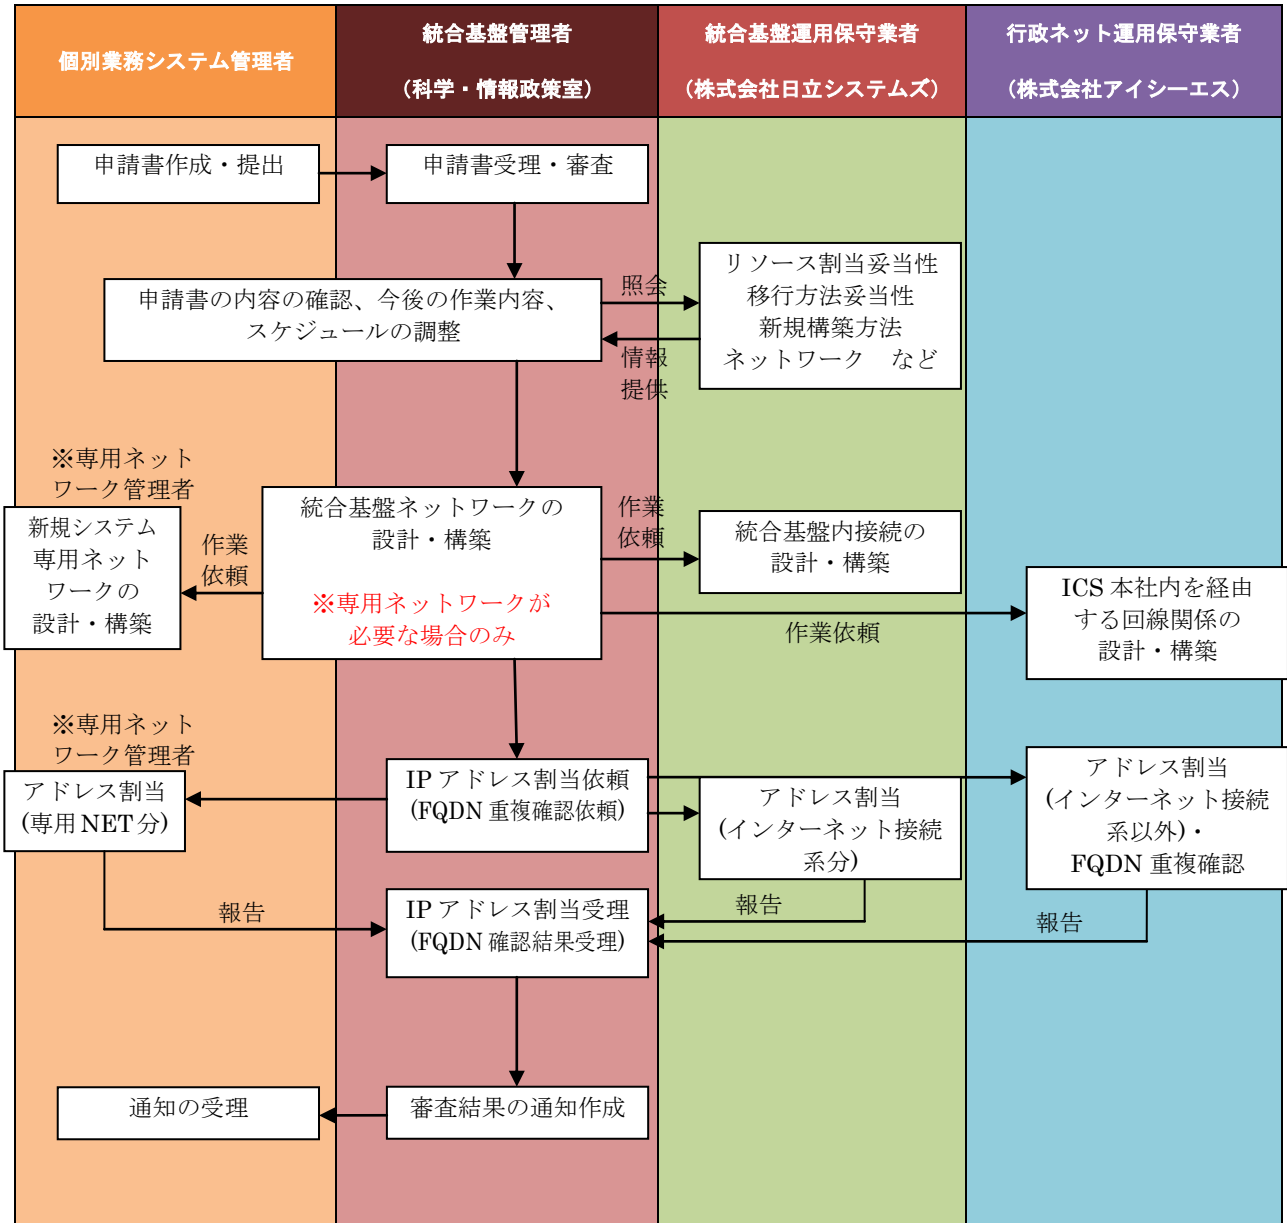 個別業務システム管理者
統合基盤管理者
(科学・情報政策室)
統合基盤運用保守業者
(株式会社日立システムズ)
行政ネット運用保守業者
(株式会社アイシーエス)
申請書作成・提出
申請書受理・審査
申請書の内容の確認、今後の作業内容、
スケジュールの調整
照会
情報
提供
リソース割当妥当性
移行方法妥当性
新規構築方法
ネットワーク　など
※専用ネット
ワーク管理者
新規システム
専用ネット
ワークの
設計・構築
作業
依頼
統合基盤ネットワークの
設計・構築
※専用ネットワークが
必要な場合のみ
作業
依頼
統合基盤内接続の
設計・構築
作業依頼
ICS 本社内を経由
する回線関係の
設計・構築
※専用ネット
ワーク管理者
アドレス割当
(専用 NET 分)
IP アドレス割当依頼
(FQDN 重複確認依頼)
アドレス割当
(インターネット接続
系分)
アドレス割当
(インターネット接続
系以外)・
FQDN 重複確認
報告
IP アドレス割当受理
(FQDN 確認結果受理)
報告
報告
通知の受理
審査結果の通知作成